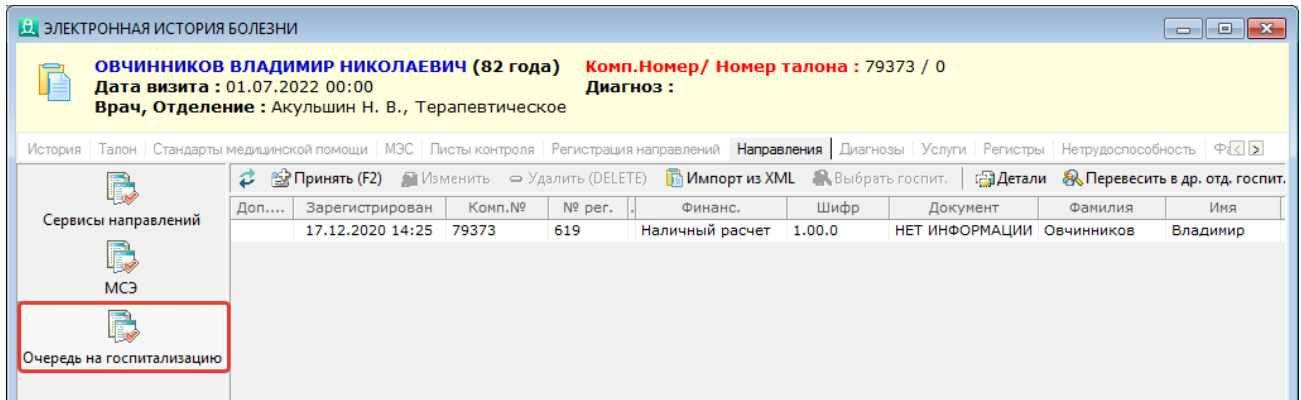 ЭЛЕКТРОННАЯ ИСТОРИЯ БОЛЕЗНИ
ОВЧИННИКОВ ВЛАДИМИР НИКОЛАЕВИЧ (82 года) Комп.Номер/ Номер талона : 79373 / 0
Дата визита : 01.07.2022 00:00 Диагноз :
Врач, Отделение : Акульшин Н. В., Терапевтическое
История Талон Стандарты медицинской помощи МЭС Листы контроля Регистрация направлений Направления Диагнозы Услуги Регистры Нетрудоспособность
Принять (F2) Изменить Удалить (DELETE) Импорт из XML Выбрать госпит. Детали Перевесить в др. отд. госпит.
Доп.... Зарегистрирован Комп.№ № рег. . Финанс. Шифр Документ Фамилия Имя
17.12.2020 14:25 79373 619 Наличный расчет 1.00.0 НЕТ ИНФОРМАЦИИ Овчинников Владимир
Сервисы направлений
МСЭ
Очередь на госпитализацию